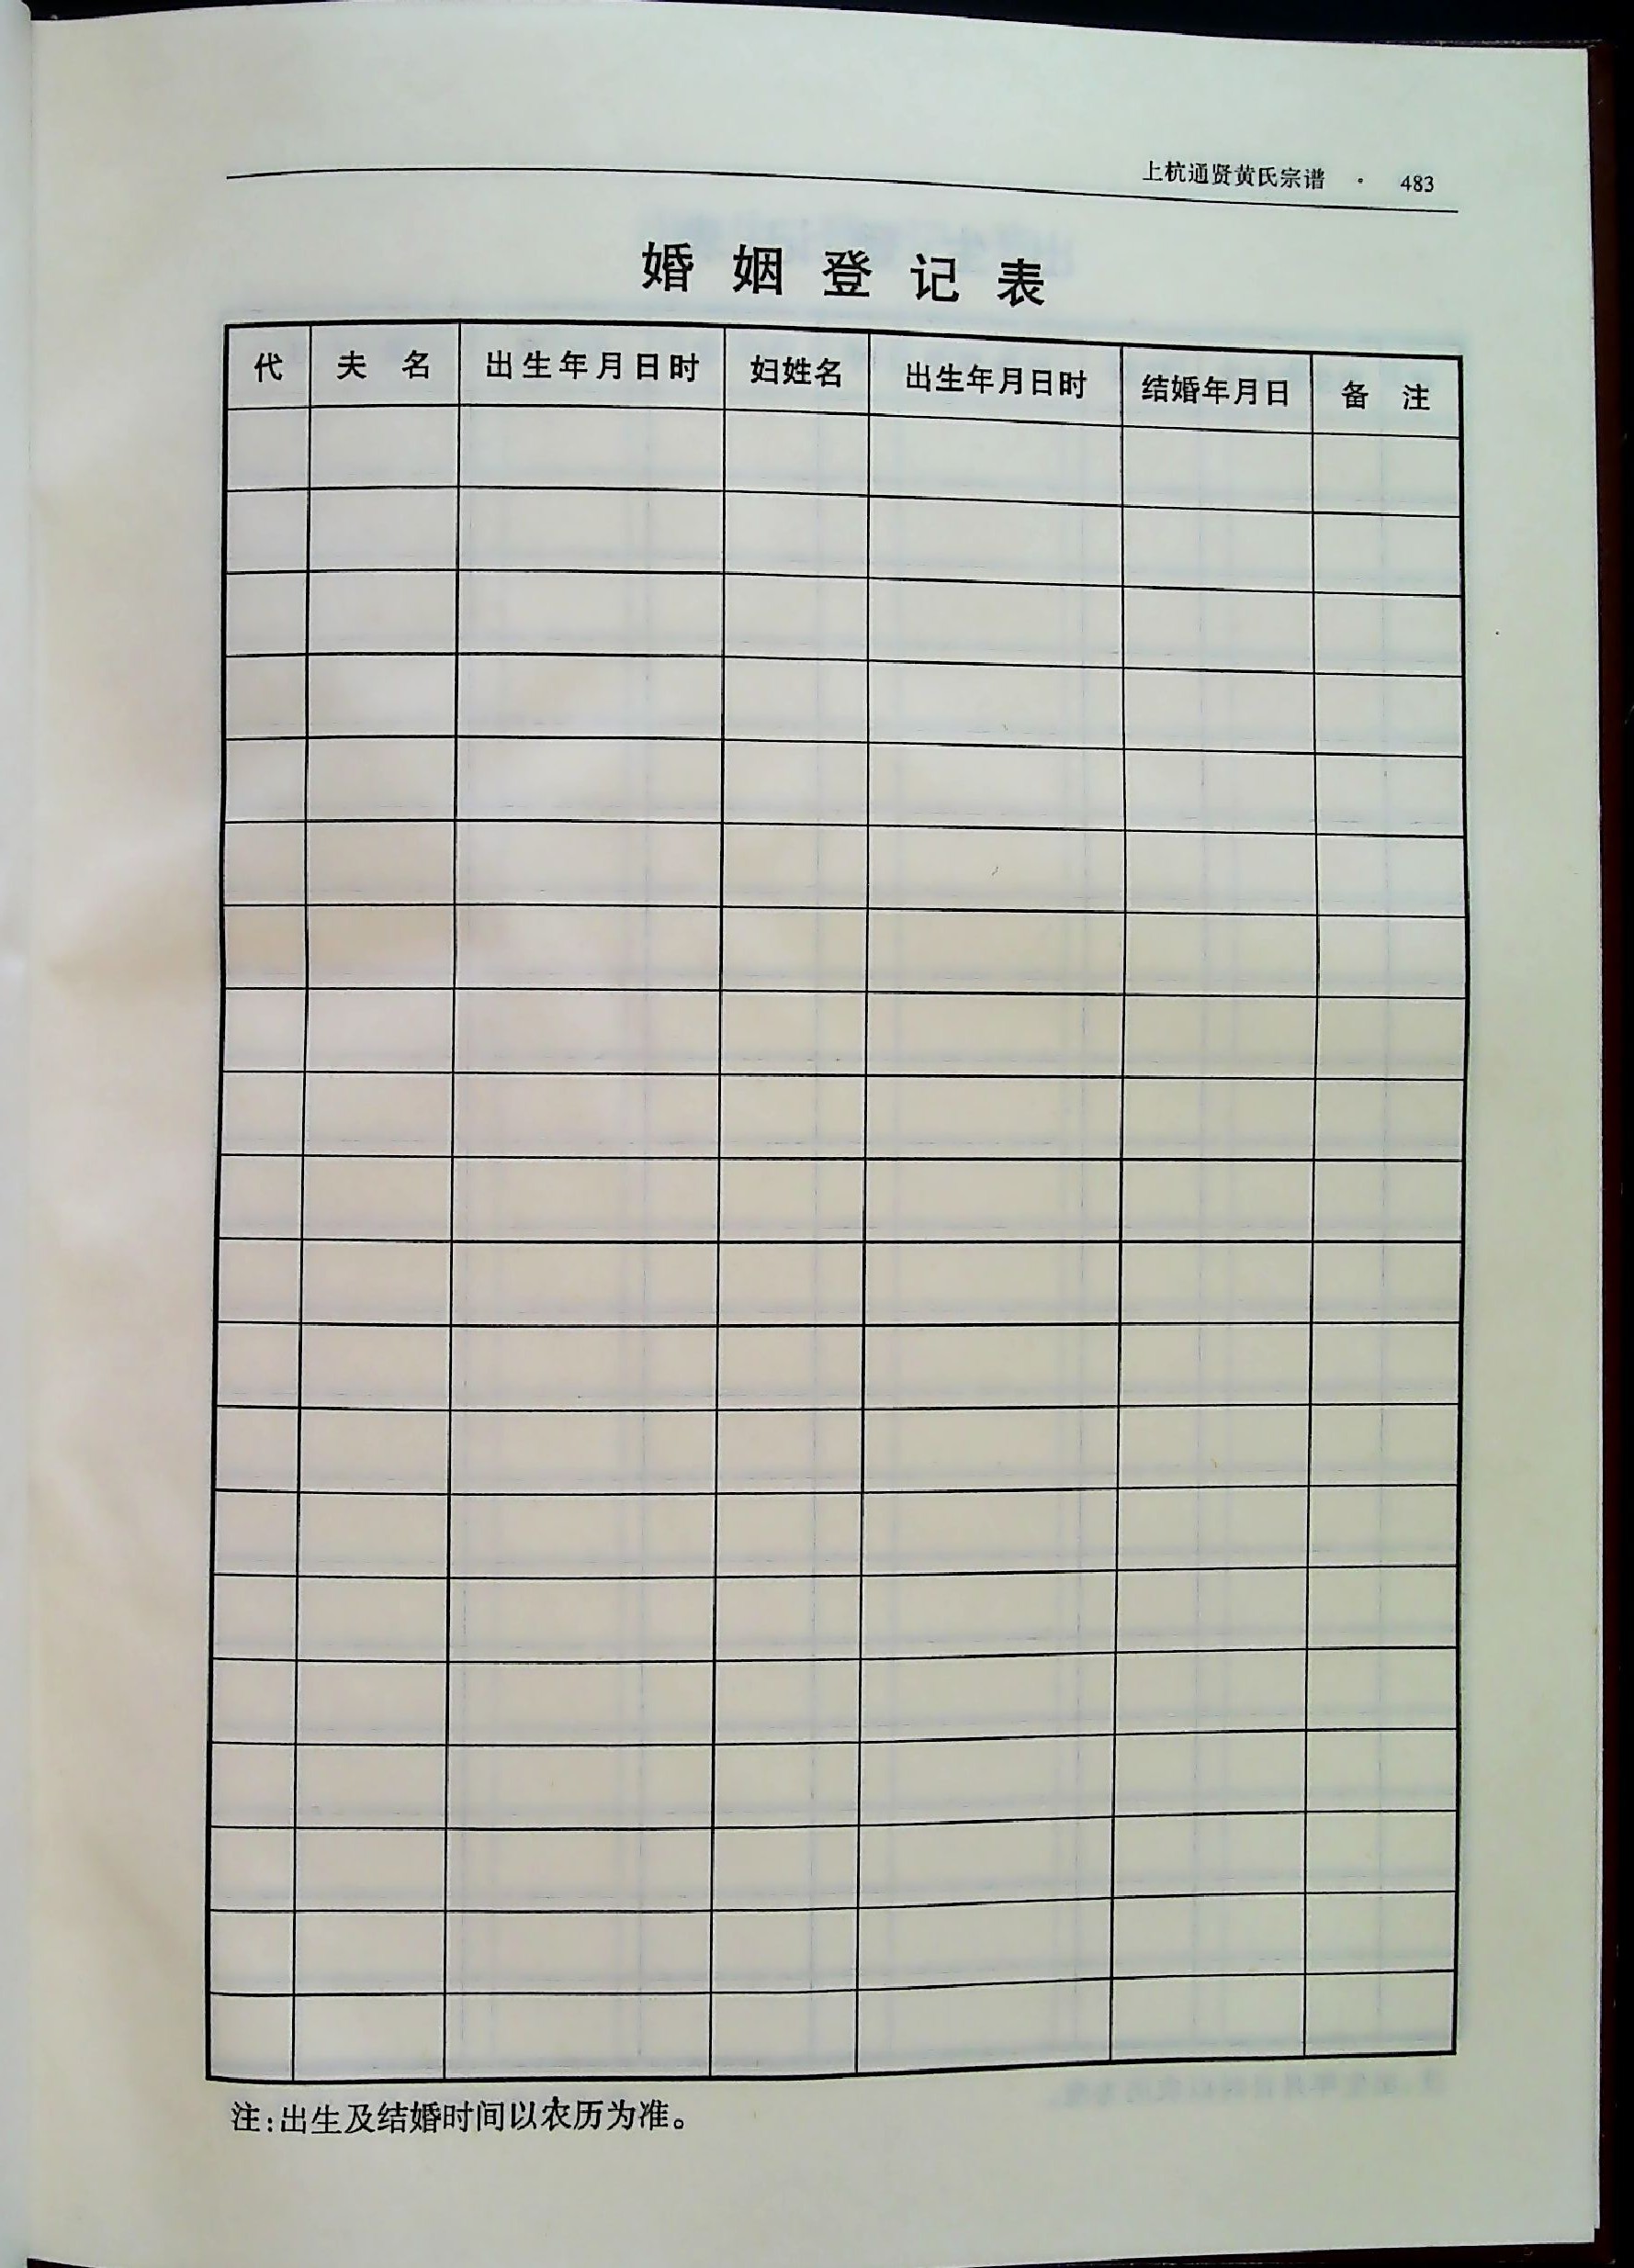 上杭通贤黄氏宗谱 · 483
婚姻登记表
代 夫名 出生年月日时 妇姓名 出生年月日时 结婚年月日 备注
注:出生及结婚时间以农历为准。